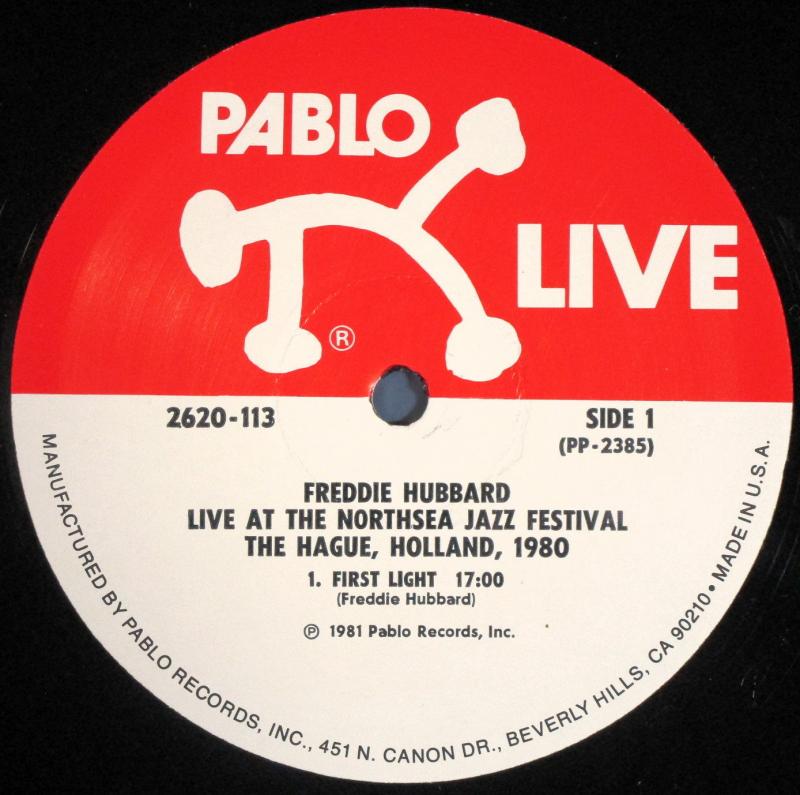 PABLO
LIVE
®
2620-113
SIDE 1
(PP-2385)
FREDDIE HUBBARD
LIVE AT THE NORTHSEA JAZZ FESTIVAL
THE HAGUE, HOLLAND, 1980
1. FIRST LIGHT 17:00
(Freddie Hubbard)
℗ 1981 Pablo Records, Inc.
MANUFACTURED BY PABLO RECORDS, INC., 451 N. CANON DR., BEVERLY HILLS, CA 90210 • MADE IN U.S.A.